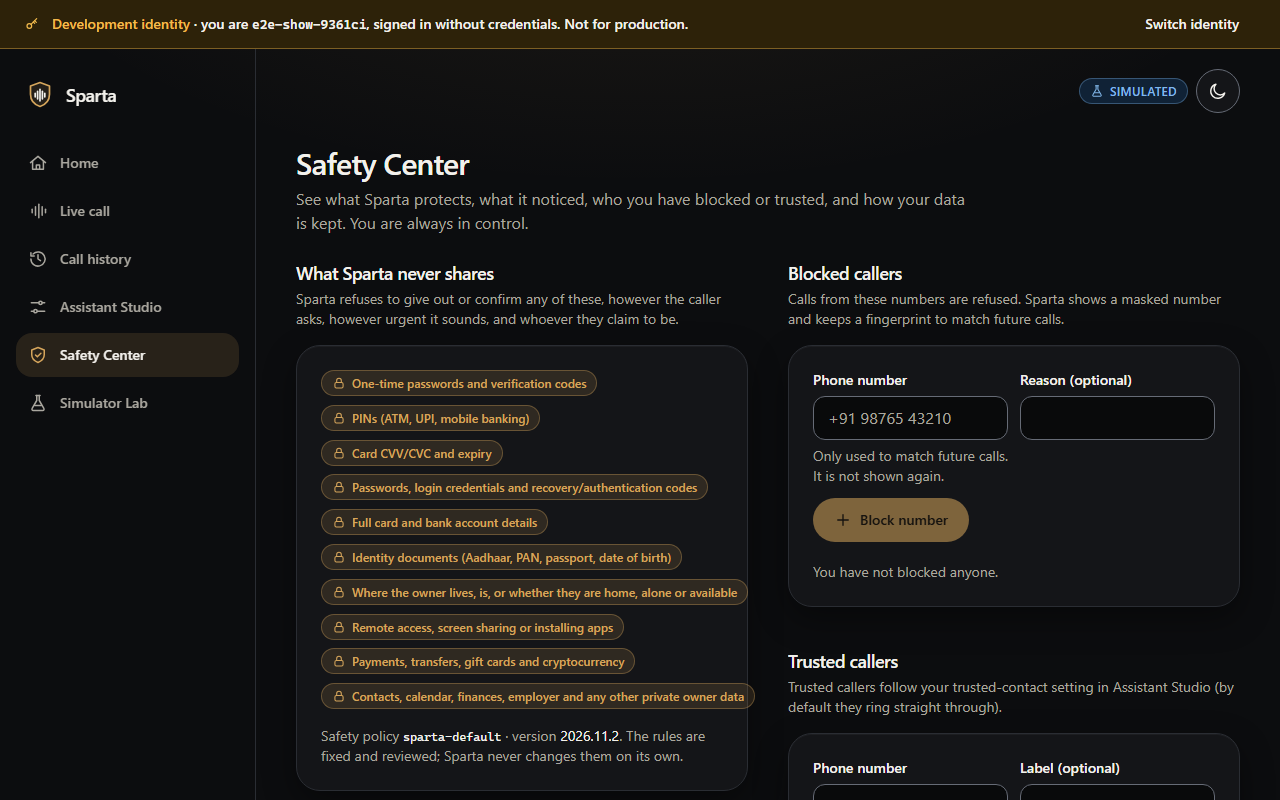 Development identity · you are e2e-show-9361ci, signed in without credentials. Not for production.
Switch identity
Sparta
SIMULATED
Home
Live call
Call history
Assistant Studio
Safety Center
Simulator Lab
Safety Center
See what Sparta protects, what it noticed, who you have blocked or trusted, and how your data
is kept. You are always in control.
What Sparta never shares
Sparta refuses to give out or confirm any of these, however the caller
asks, however urgent it sounds, and whoever they claim to be.
One-time passwords and verification codes
PINs (ATM, UPI, mobile banking)
Card CVV/CVC and expiry
Passwords, login credentials and recovery/authentication codes
Full card and bank account details
Identity documents (Aadhaar, PAN, passport, date of birth)
Where the owner lives, is, or whether they are home, alone or available
Remote access, screen sharing or installing apps
Payments, transfers, gift cards and cryptocurrency
Contacts, calendar, finances, employer and any other private owner data
Safety policy sparta-default · version 2026.11.2. The rules are
fixed and reviewed; Sparta never changes them on its own.
Blocked callers
Calls from these numbers are refused. Sparta shows a masked number
and keeps a fingerprint to match future calls.
Phone number
Reason (optional)
+91 98765 43210
Only used to match future calls.
It is not shown again.
Block number
You have not blocked anyone.
Trusted callers
Trusted callers follow your trusted-contact setting in Assistant Studio (by
default they ring straight through).
Phone number
Label (optional)